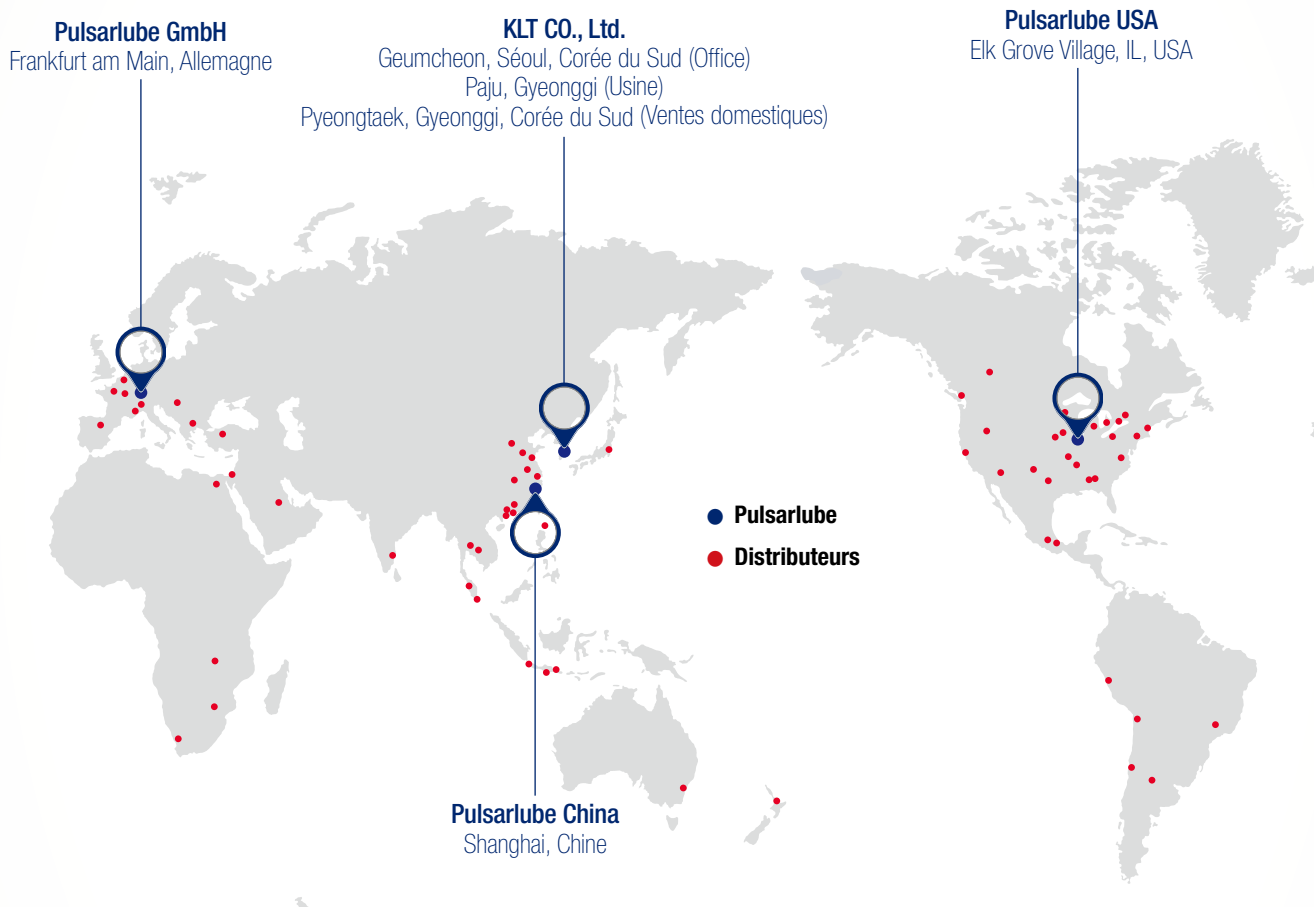 Pulsarlube GmbH
Frankfurt am Main, Allemagne
KLT CO., Ltd.
Geumcheon, Séoul, Corée du Sud (Office)
Paju, Gyeonggi (Usine)
Pyeongtaek, Gyeonggi, Corée du Sud (Ventes domestiques)
Pulsarlube USA
Elk Grove Village, IL, USA
Pulsarlube
Distributeurs
Pulsarlube China
Shanghai, Chine